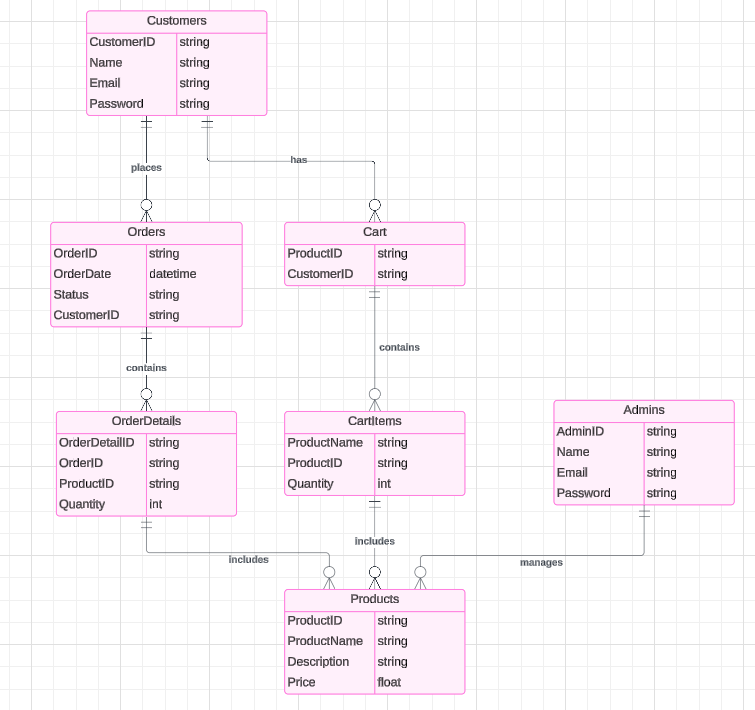 Customers
CustomerID string
Name string
Email string
Password string
places
has
Orders
OrderID string
OrderDate datetime
Status string
CustomerID string
Cart
ProductID string
CustomerID string
contains
contains
OrderDetails
OrderDetailID string
OrderID string
ProductID string
Quantity int
CartItems
ProductName string
ProductID string
Quantity int
Admins
AdminID string
Name string
Email string
Password string
includes
includes
manages
Products
ProductID string
ProductName string
Description string
Price float